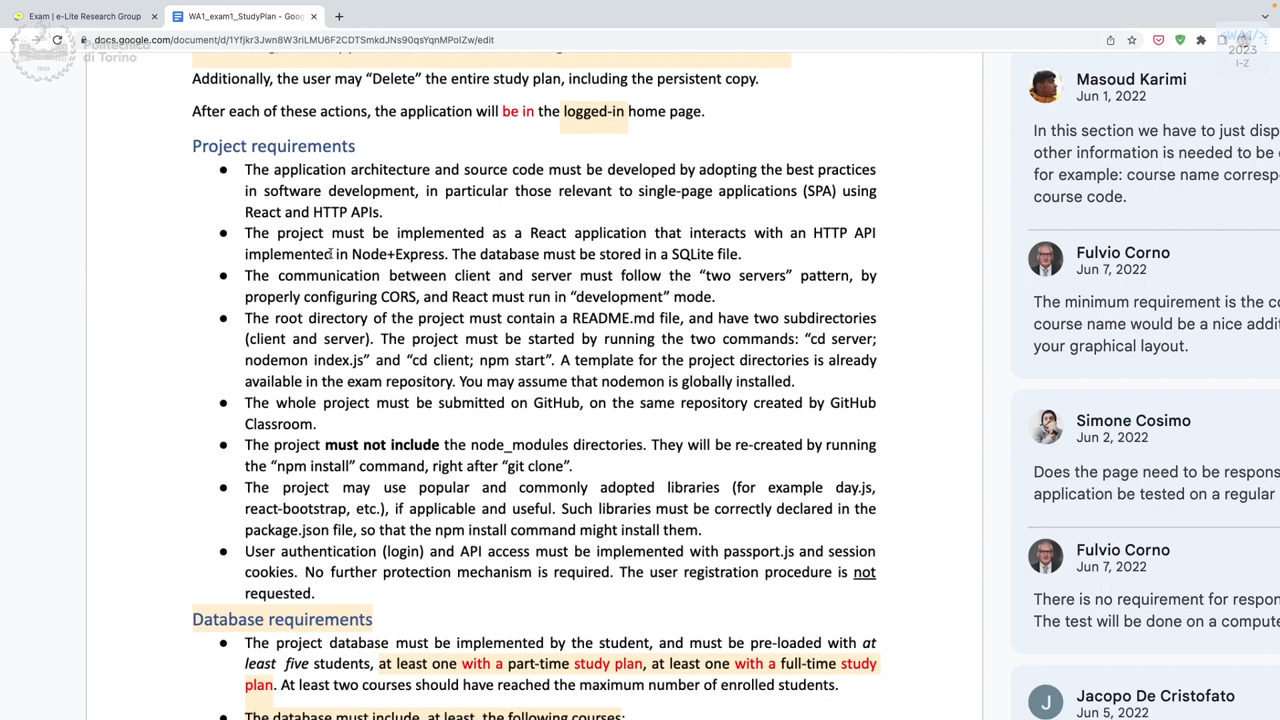 Exam | e-Lite Research Group
WA1_exam1_StudyPlan - Goog
docs.google.com/document/d/1Yfjkr3Jwn8W3riLMU6F2CDTSmkdJNs90qsYqnMPoIZY/edit
Politecnico
di Torino
1859
WA1/
2023
I-Z
Additionally, the user may “Delete” the entire study plan, including the persistent copy.
After each of these actions, the application will be in the logged-in home page.
Project requirements
● The application architecture and source code must be developed by adopting the best practices
in software development, in particular those relevant to single-page applications (SPA) using
React and HTTP APIs.
● The project must be implemented as a React application that interacts with an HTTP API
implemented in Node+Express. The database must be stored in a SQLite file.
● The communication between client and server must follow the “two servers” pattern, by
properly configuring CORS, and React must run in “development” mode.
● The root directory of the project must contain a README.md file, and have two subdirectories
(client and server). The project must be started by running the two commands: “cd server;
nodemon index.js” and “cd client; npm start”. A template for the project directories is already
available in the exam repository. You may assume that nodemon is globally installed.
● The whole project must be submitted on GitHub, on the same repository created by GitHub
Classroom.
● The project must not include the node_modules directories. They will be re-created by running
the “npm install” command, right after “git clone”.
● The project may use popular and commonly adopted libraries (for example day.js,
react-bootstrap, etc.), if applicable and useful. Such libraries must be correctly declared in the
package.json file, so that the npm install command might install them.
● User authentication (login) and API access must be implemented with passport.js and session
cookies. No further protection mechanism is required. The user registration procedure is not
requested.
Database requirements
● The project database must be implemented by the student, and must be pre-loaded with at
least five students, at least one with a part-time study plan, at least one with a full-time study
plan. At least two courses should have reached the maximum number of enrolled students.
● The database must include, at least, the following courses:
Masoud Karimi
Jun 1, 2022
In this section we have to just disp
other information is needed to be
for example: course name corresp
course code.
Fulvio Corno
Jun 7, 2022
The minimum requirement is the co
course name would be a nice addit
your graphical layout.
Simone Cosimo
Jun 2, 2022
Does the page need to be respons
application be tested on a regular
Fulvio Corno
Jun 7, 2022
There is no requirement for respon
The test will be done on a compute
J
Jacopo De Cristofato
Jun 5, 2022